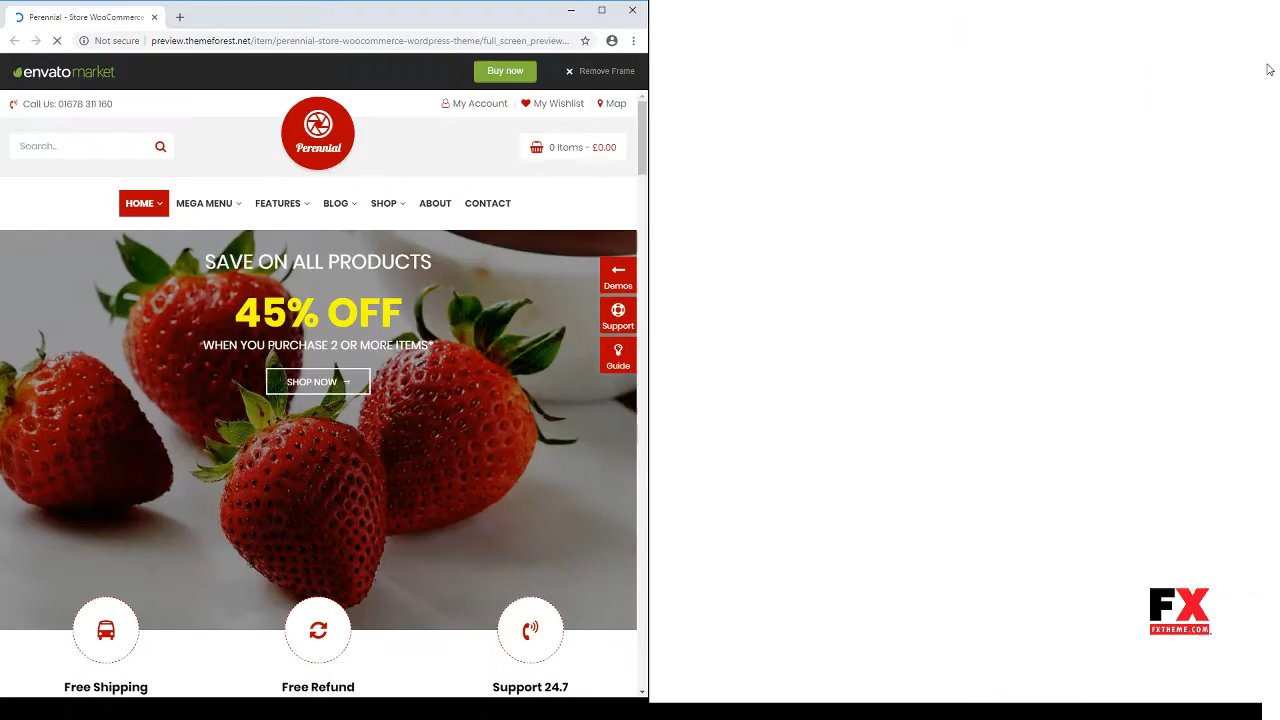 Perennial - Store WooCommerce
Not secure
preview.themeforest.net/item/perennial-store-woocommerce-wordpress-theme/full_screen_preview...
envatomarket
Buy now
Remove Frame
Call Us: 01678 311 160
My Account
My Wishlist
Map
Search...
Perennial
0 Items - £0.00
HOME
MEGA MENU
FEATURES
BLOG
SHOP
ABOUT
CONTACT
SAVE ON ALL PRODUCTS
45% OFF
WHEN YOU PURCHASE 2 OR MORE ITEMS*
SHOP NOW →
Demos
Support
Guide
Free Shipping
Free Refund
Support 24.7
FX
FXTHEME.COM